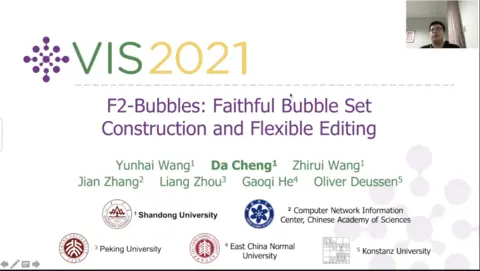 VIS2021
F2-Bubbles: Faithful Bubble Set
Construction and Flexible Editing
Yunhai Wang¹ Da Cheng¹ Zhirui Wang¹
Jian Zhang² Liang Zhou³ Gaoqi He⁴ Oliver Deussen⁵
¹ Shandong University
² Computer Network Information
Center, Chinese Academy of Sciences
³ Peking University
⁴ East China Normal
University
⁵ Konstanz University